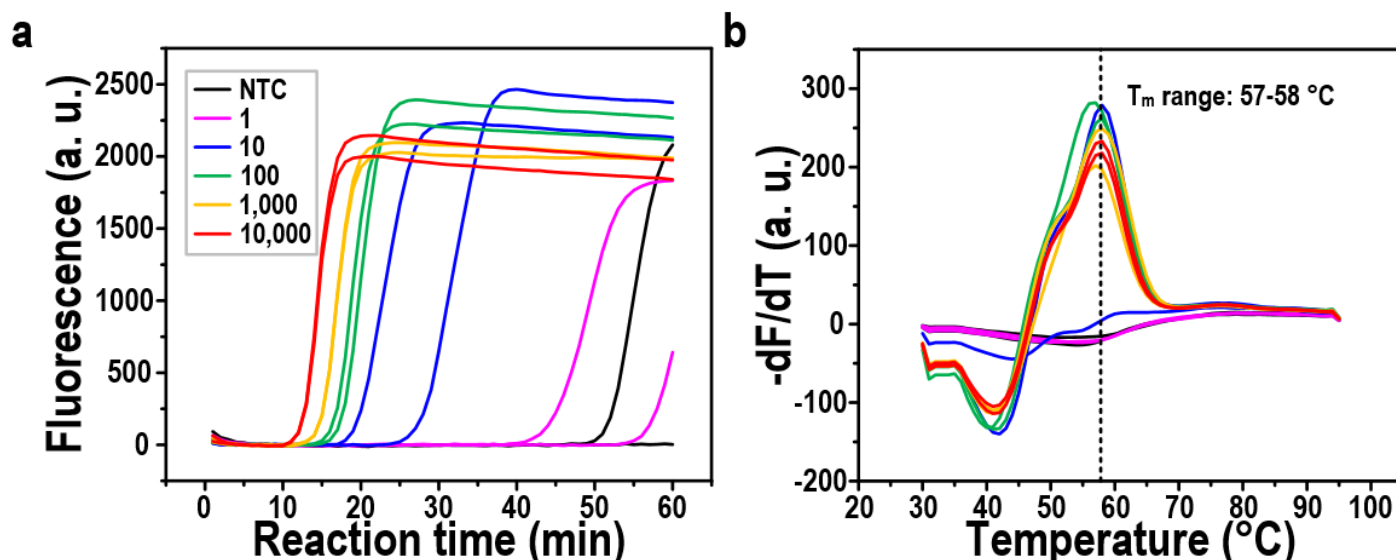 a
Fluorescence (a. u.)
2500
2000
1500
1000
500
0
NTC
1
10
100
1,000
10,000
0 10 20 30 40 50 60
Reaction time (min)
b
-dF/dT (a. u.)
300
200
100
0
-100
-200
Tm range: 57-58 °C
20 30 40 50 60 70 80 90 100
Temperature (°C)